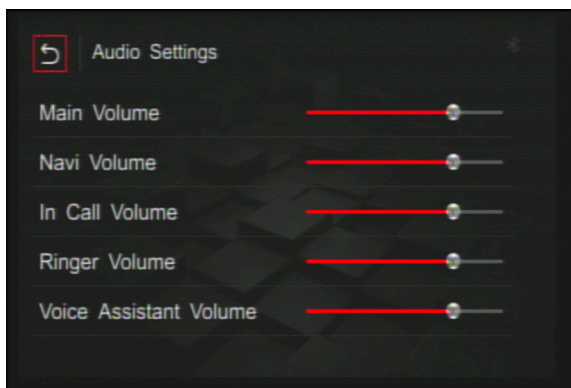 Audio Settings
Main Volume
Navi Volume
In Call Volume
Ringer Volume
Voice Assistant Volume